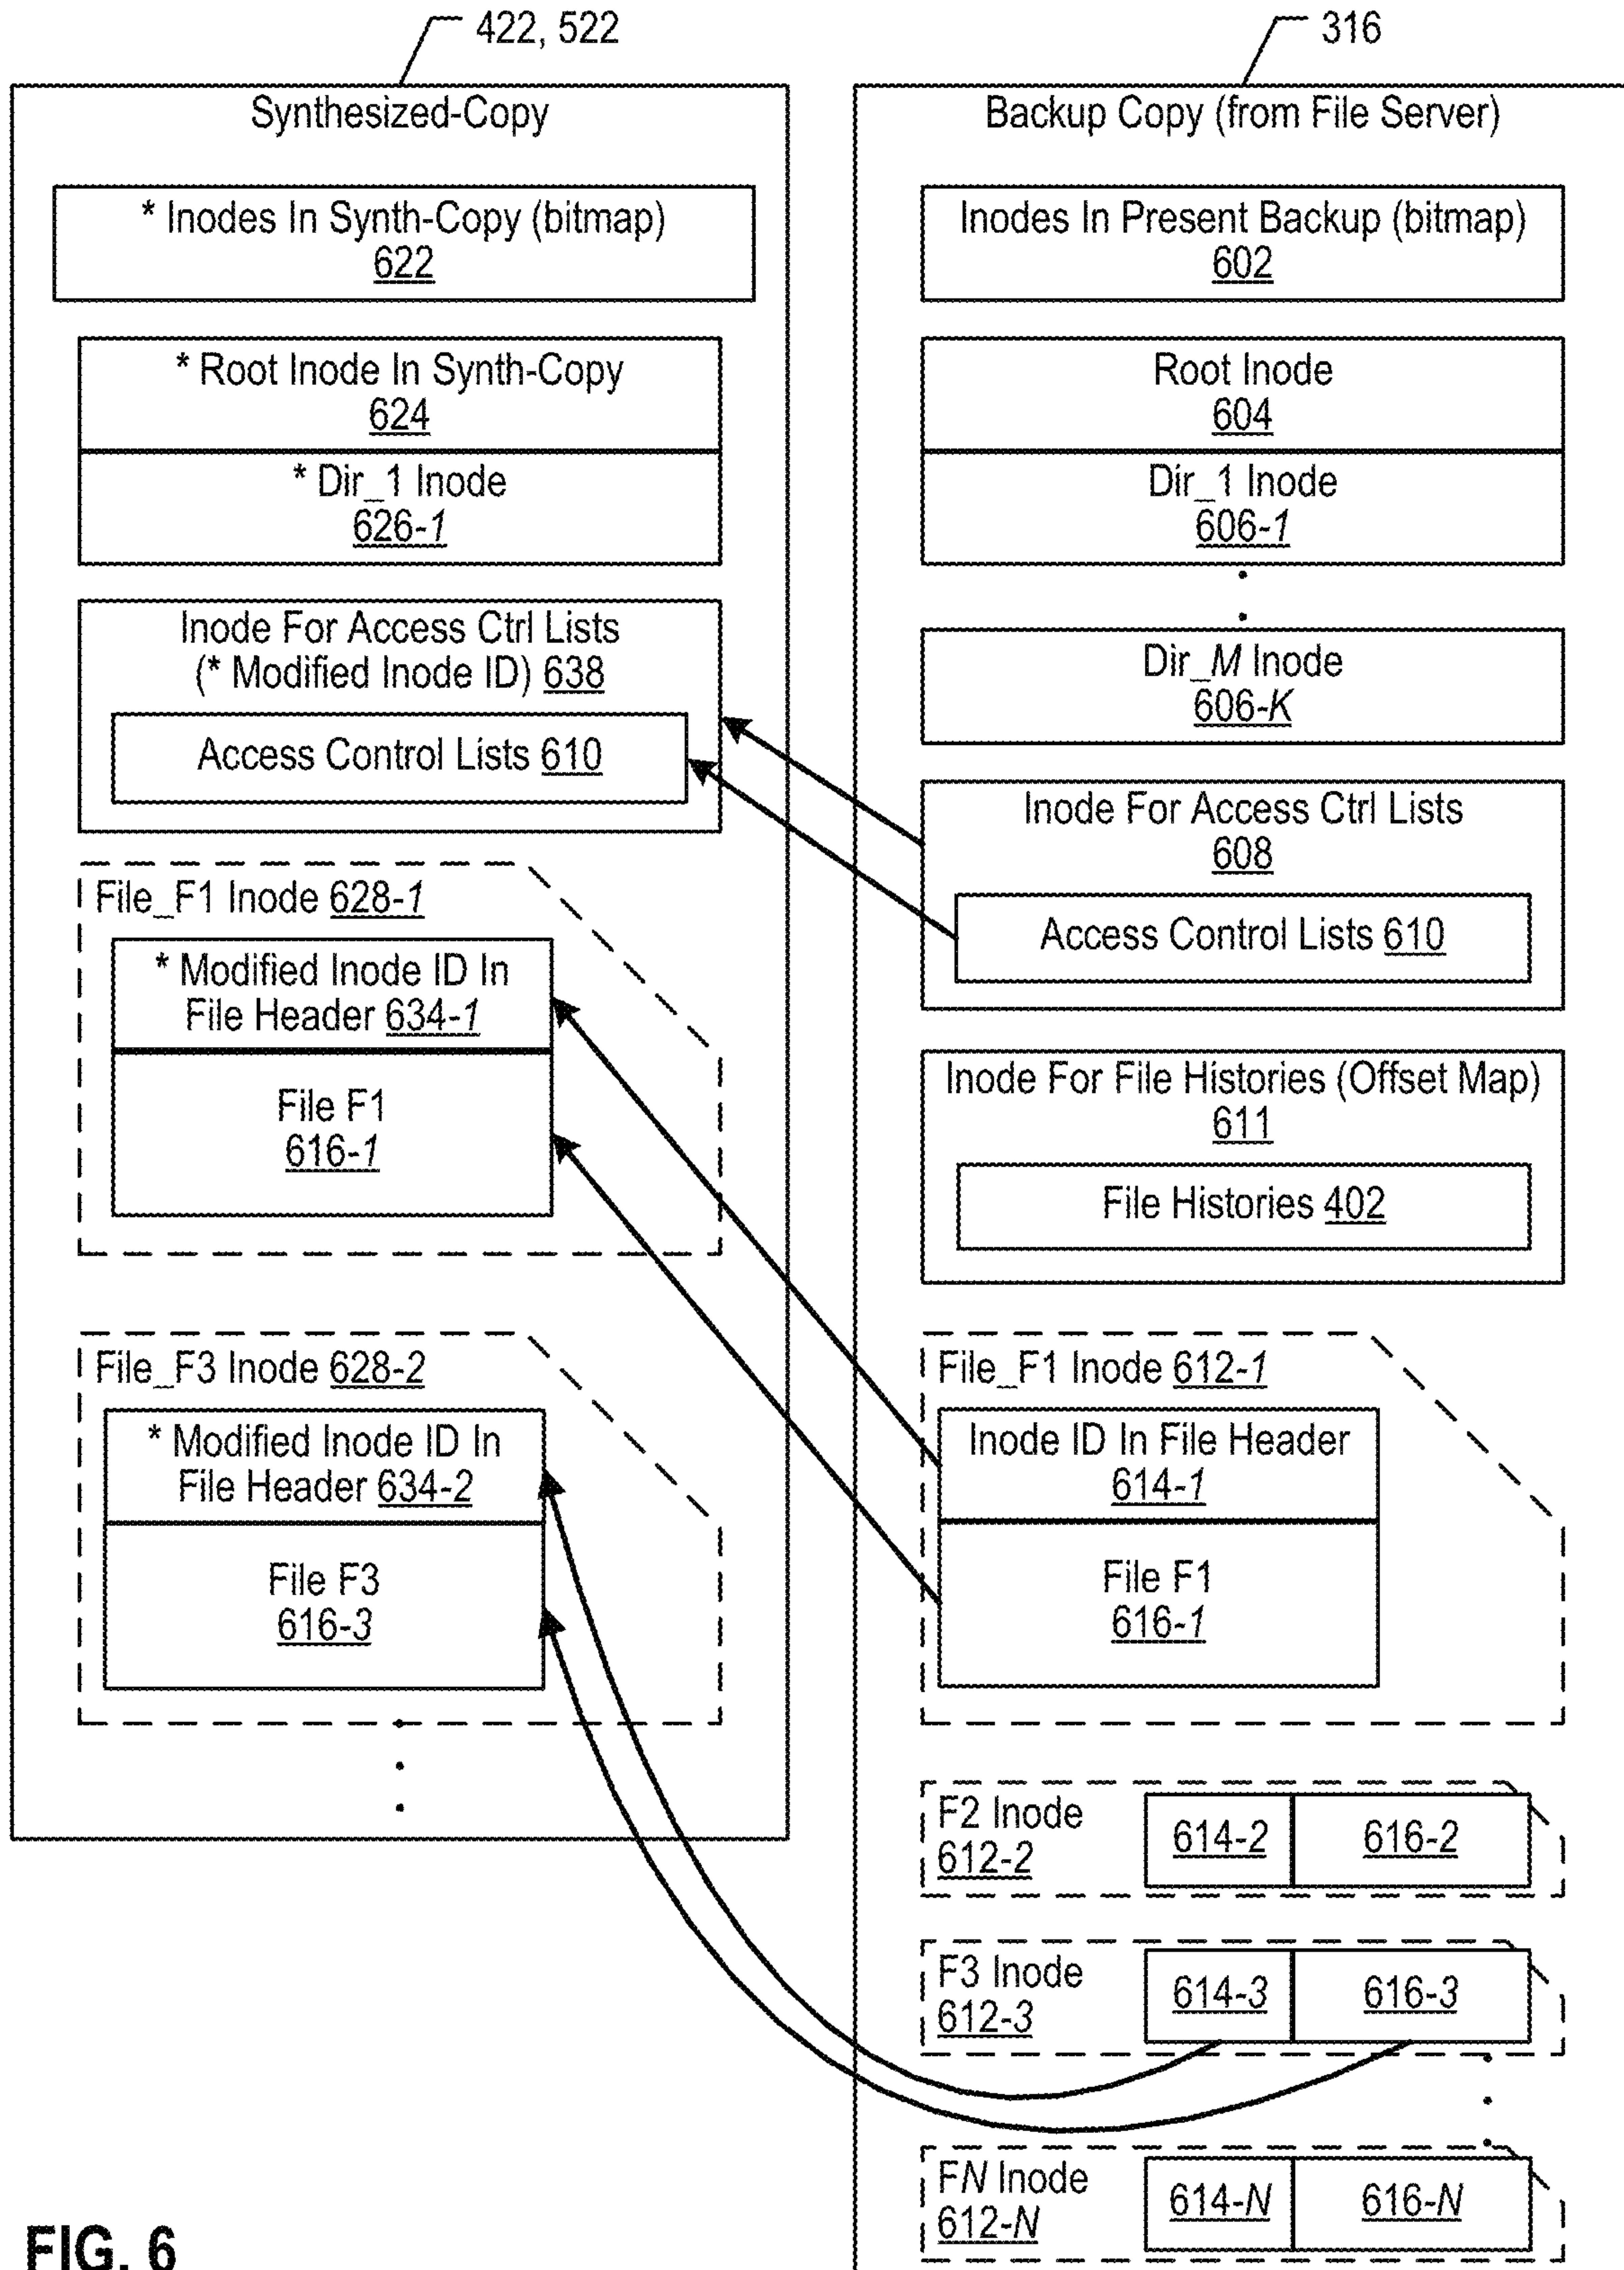 422, 522
Synthesized-Copy
* Inodes In Synth-Copy (bitmap)
622
* Root Inode In Synth-Copy
624
* Dir_1 Inode
626-1
Inode For Access Ctrl Lists
(* Modified Inode ID) 638
Access Control Lists 610
File_F1 Inode 628-1
* Modified Inode ID In
File Header 634-1
File F1
616-1
File_F3 Inode 628-2
* Modified Inode ID In
File Header 634-2
File F3
616-3
316
Backup Copy (from File Server)
Inodes In Present Backup (bitmap)
602
Root Inode
604
Dir_1 Inode
606-1
Dir_M Inode
606-K
Inode For Access Ctrl Lists
608
Access Control Lists 610
Inode For File Histories (Offset Map)
611
File Histories 402
File_F1 Inode 612-1
Inode ID In File Header
614-1
File F1
616-1
F2 Inode
612-2
614-2
616-2
F3 Inode
612-3
614-3
616-3
FN Inode
612-N
614-N
616-N
FIG. 6